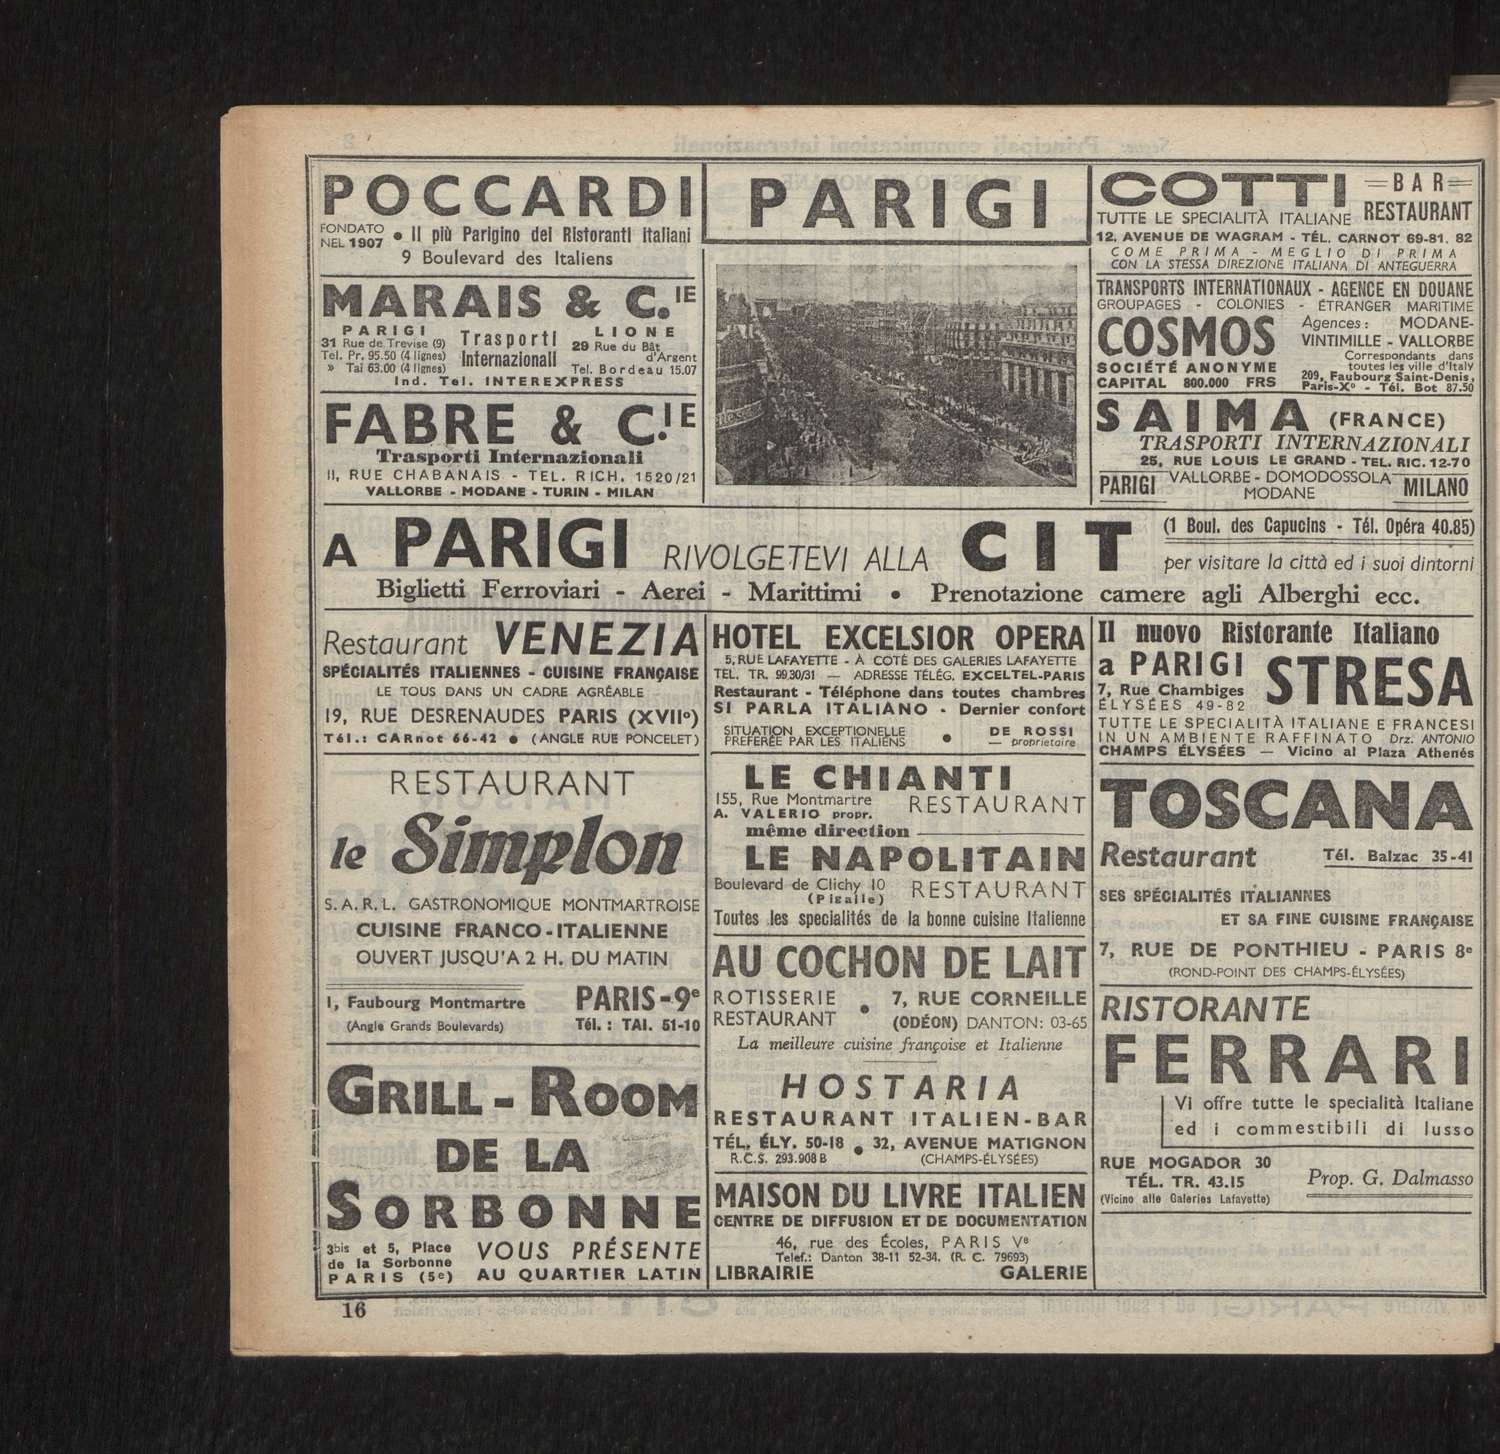 POCCARDI
FONDATO NEL 1907 • Il più Parigino dei Ristoranti Italiani
9 Boulevard des Italiens
MARAIS & C.IE
PARIGI
31 Rue de Trevise (9)
Tel. Pr. 95.50 (4 lignes)
» Tai 63.00 (4 lignes)
Trasporti
Internazionali
LIONE
29 Rue du Bât
d'Argent
Tel. Bordeau 15.07
Ind. Tel. INTEREXPRESS
FABRE & C.IE
Trasporti Internazionali
11, RUE CHABANAIS - TEL. RICH. 1520/21
VALLORBE - MODANE - TURIN - MILAN
PARIGI
COTTI
BAR
RESTAURANT
TUTTE LE SPECIALITÀ ITALIANE
12, AVENUE DE WAGRAM - TÉL. CARNOT 69-81. 82
COME PRIMA - MEGLIO DI PRIMA
CON LA STESSA DIREZIONE ITALIANA DI ANTEGUERRA
TRANSPORTS INTERNATIONAUX - AGENCE EN DOUANE
GROUPAGES - COLONIES - ÉTRANGER MARITIME
COSMOS
SOCIÉTÉ ANONYME
CAPITAL 800.000 FRS
Agences: MODANE-
VINTIMILLE - VALLORBE
Correspondants dans
toutes les ville d'Italy
209, Faubourg Saint-Denis,
Paris-Xº - Tél. Bot 87.50
SAIMA (FRANCE)
TRASPORTI INTERNAZIONALI
25, RUE LOUIS LE GRAND - TEL. RIC. 12-70
PARIGI
VALLORBE - DOMODOSSOLA
MODANE
MILANO
A PARIGI RIVOLGETEVI ALLA CIT
(1 Boul. des Capucins - Tél. Opéra 40.85)
per visitare la città ed i suoi dintorni
Biglietti Ferroviari - Aerei - Marittimi • Prenotazione camere agli Alberghi ecc.
Restaurant VENEZIA
SPÉCIALITÉS ITALIENNES - CUISINE FRANÇAISE
LE TOUS DANS UN CADRE AGRÉABLE
19, RUE DESRENAUDES PARIS (XVIIº)
Tél.: CARnot 66-42 • (ANGLE RUE PONCELET)
RESTAURANT
le Simplon
S.A.R.L. GASTRONOMIQUE MONTMARTROISE
CUISINE FRANCO-ITALIENNE
OUVERT JUSQU'A 2 H. DU MATIN
1, Faubourg Montmartre
(Angle Grands Boulevards)
PARIS-9e
Tél.: TAI. 51-10
GRILL-ROOM
DE LA
SORBONNE
3bis et 5, Place
de la Sorbonne
PARIS (5e)
VOUS PRÉSENTE
AU QUARTIER LATIN
HOTEL EXCELSIOR OPERA
5, RUE LAFAYETTE - À COTÉ DES GALERIES LAFAYETTE
TEL. TR. 99.30/31 — ADRESSE TÉLÉG. EXCELTEL-PARIS
Restaurant - Téléphone dans toutes chambres
SI PARLA ITALIANO - Dernier confort
SITUATION EXCEPTIONELLE
PREFERÉE PAR LES ITALIENS
• DE ROSSI
— proprietaire
LE CHIANTI
155, Rue Montmartre
A. VALERIO propr.
RESTAURANT
même direction
LE NAPOLITAIN
Boulevard de Clichy 10
(Pigalle)
RESTAURANT
Toutes les specialités de la bonne cuisine Italienne
AU COCHON DE LAIT
ROTISSERIE
RESTAURANT
• 7, RUE CORNEILLE
(ODÉON) DANTON: 03-65
La meilleure cuisine françoise et Italienne
HOSTARIA
RESTAURANT ITALIEN-BAR
TÉL. ÉLY. 50-18 • 32, AVENUE MATIGNON
R.C.S. 293.908 B (CHAMPS-ÉLYSÉES)
MAISON DU LIVRE ITALIEN
CENTRE DE DIFFUSION ET DE DOCUMENTATION
46, rue des Écoles, PARIS Ve
Telef.: Danton 38-11 52-34. (R. C. 79693)
LIBRAIRIE GALERIE
Il nuovo Ristorante Italiano
a PARIGI
STRESA
7, Rue Chambiges
ÉLYSÉES 49-82
TUTTE LE SPECIALITÀ ITALIANE E FRANCESI
IN UN AMBIENTE RAFFINATO Drz. ANTONIO
CHAMPS ÉLYSÉES — Vicino al Plaza Athenés
TOSCANA
Restaurant Tél. Balzac 35-41
SES SPÉCIALITÉS ITALIANNES
ET SA FINE CUISINE FRANÇAISE
7, RUE DE PONTHIEU - PARIS 8e
(ROND-POINT DES CHAMPS-ÉLYSÉES)
RISTORANTE
FERRARI
Vi offre tutte le specialità Italiane
ed i commestibili di lusso
RUE MOGADOR 30
TÉL. TR. 43.15
(Vicino alle Galeries Lafayette)
Prop. G. Dalmasso
16